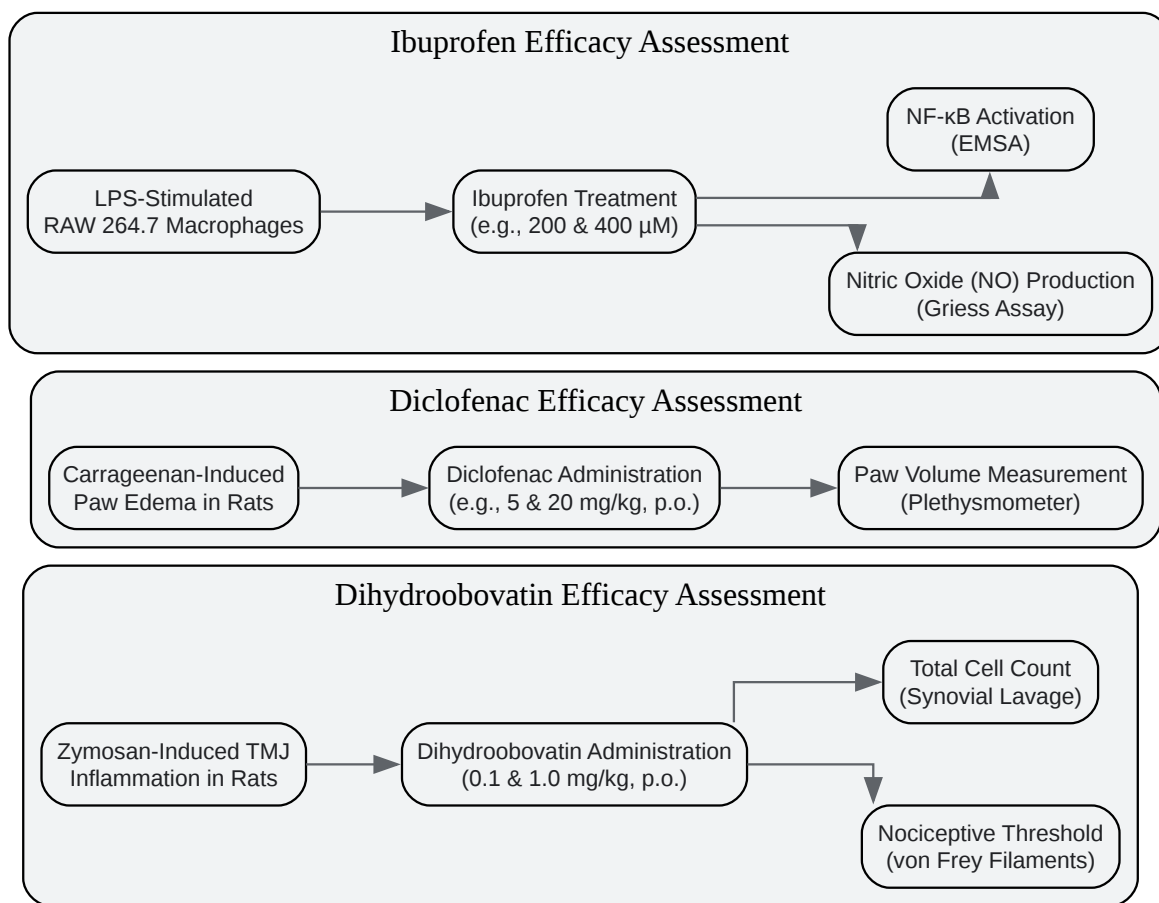 Ibuprofen Efficacy Assessment
NF-κB Activation
(EMSA)
LPS-Stimulated
RAW 264.7 Macrophages
Ibuprofen Treatment
(e.g., 200 & 400 µM)
Nitric Oxide (NO) Production
(Griess Assay)
Diclofenac Efficacy Assessment
Carrageenan-Induced
Paw Edema in Rats
Diclofenac Administration
(e.g., 5 & 20 mg/kg, p.o.)
Paw Volume Measurement
(Plethysmometer)
Dihydroobovatin Efficacy Assessment
Total Cell Count
(Synovial Lavage)
Zymosan-Induced TMJ
Inflammation in Rats
Dihydroobovatin Administration
(0.1 & 1.0 mg/kg, p.o.)
Nociceptive Threshold
(von Frey Filaments)